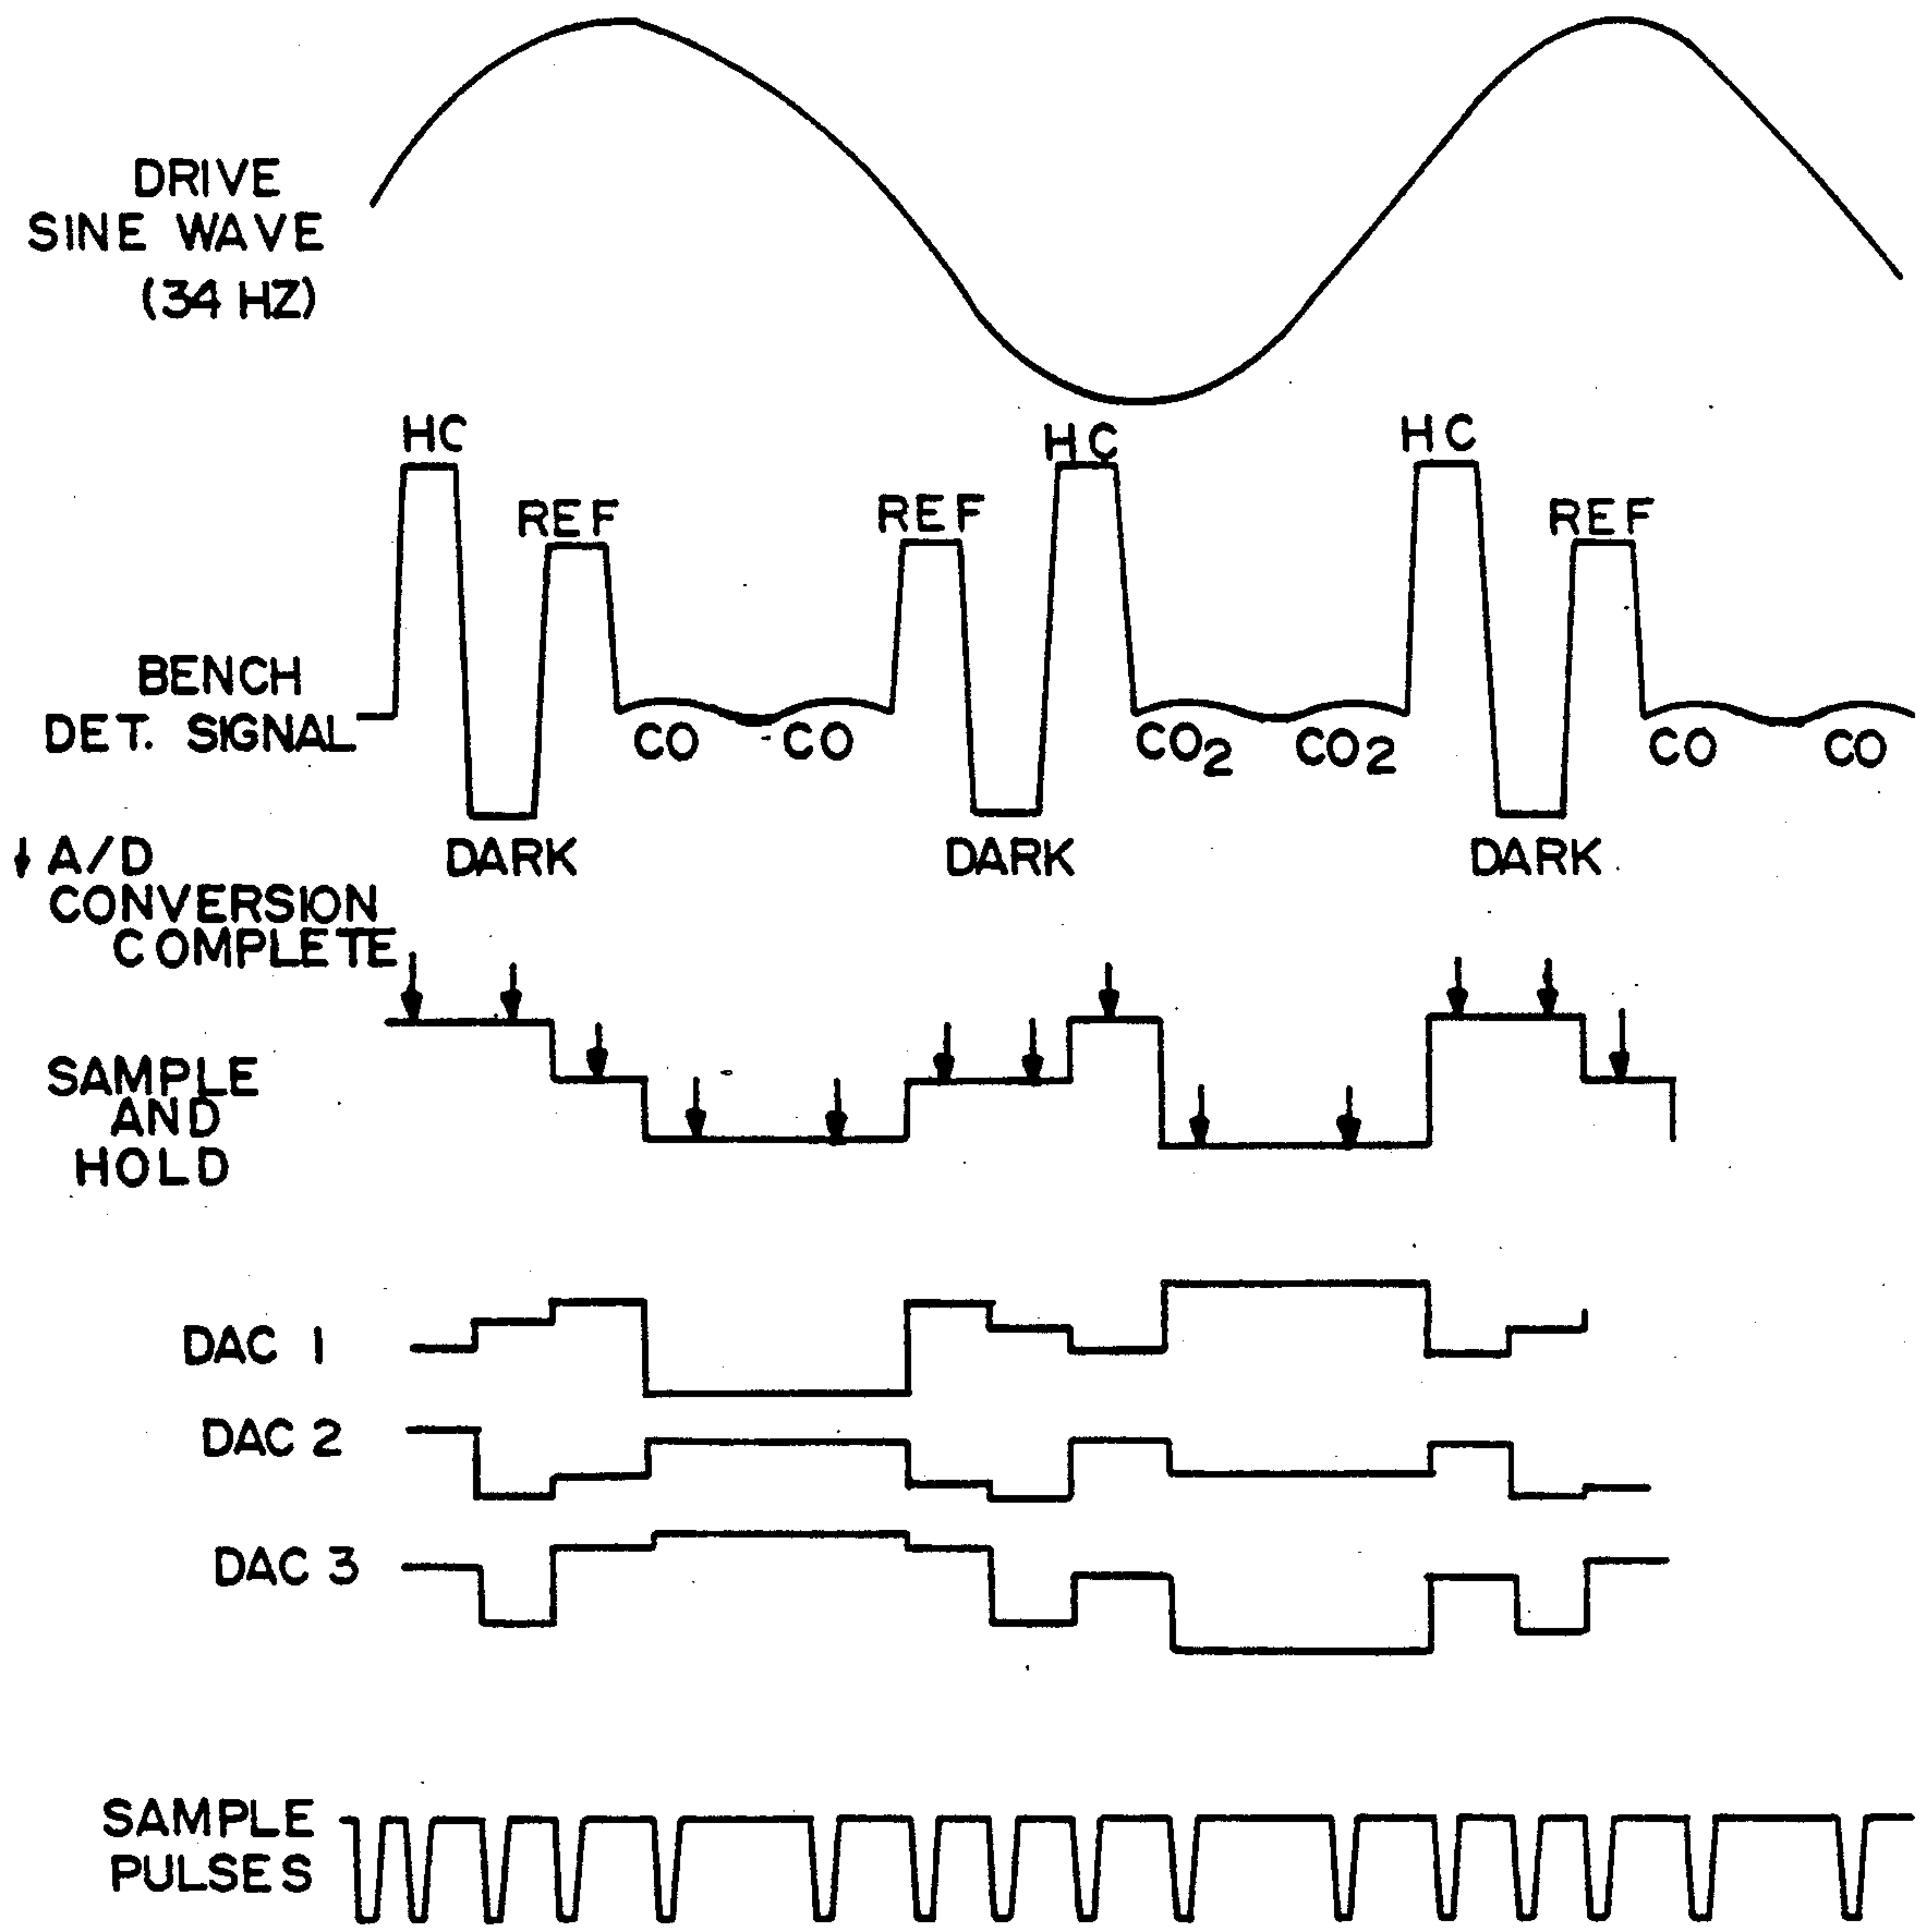 DRIVE
SINE WAVE
(34 HZ)
HC
HC
HC
REF
REF
REF
BENCH
DET. SIGNAL
CO
CO
CO2
CO2
CO
CO
DARK
DARK
DARK
↓ A/D
CONVERSION
COMPLETE
SAMPLE
AND
HOLD
DAC 1
DAC 2
DAC 3
SAMPLE
PULSES